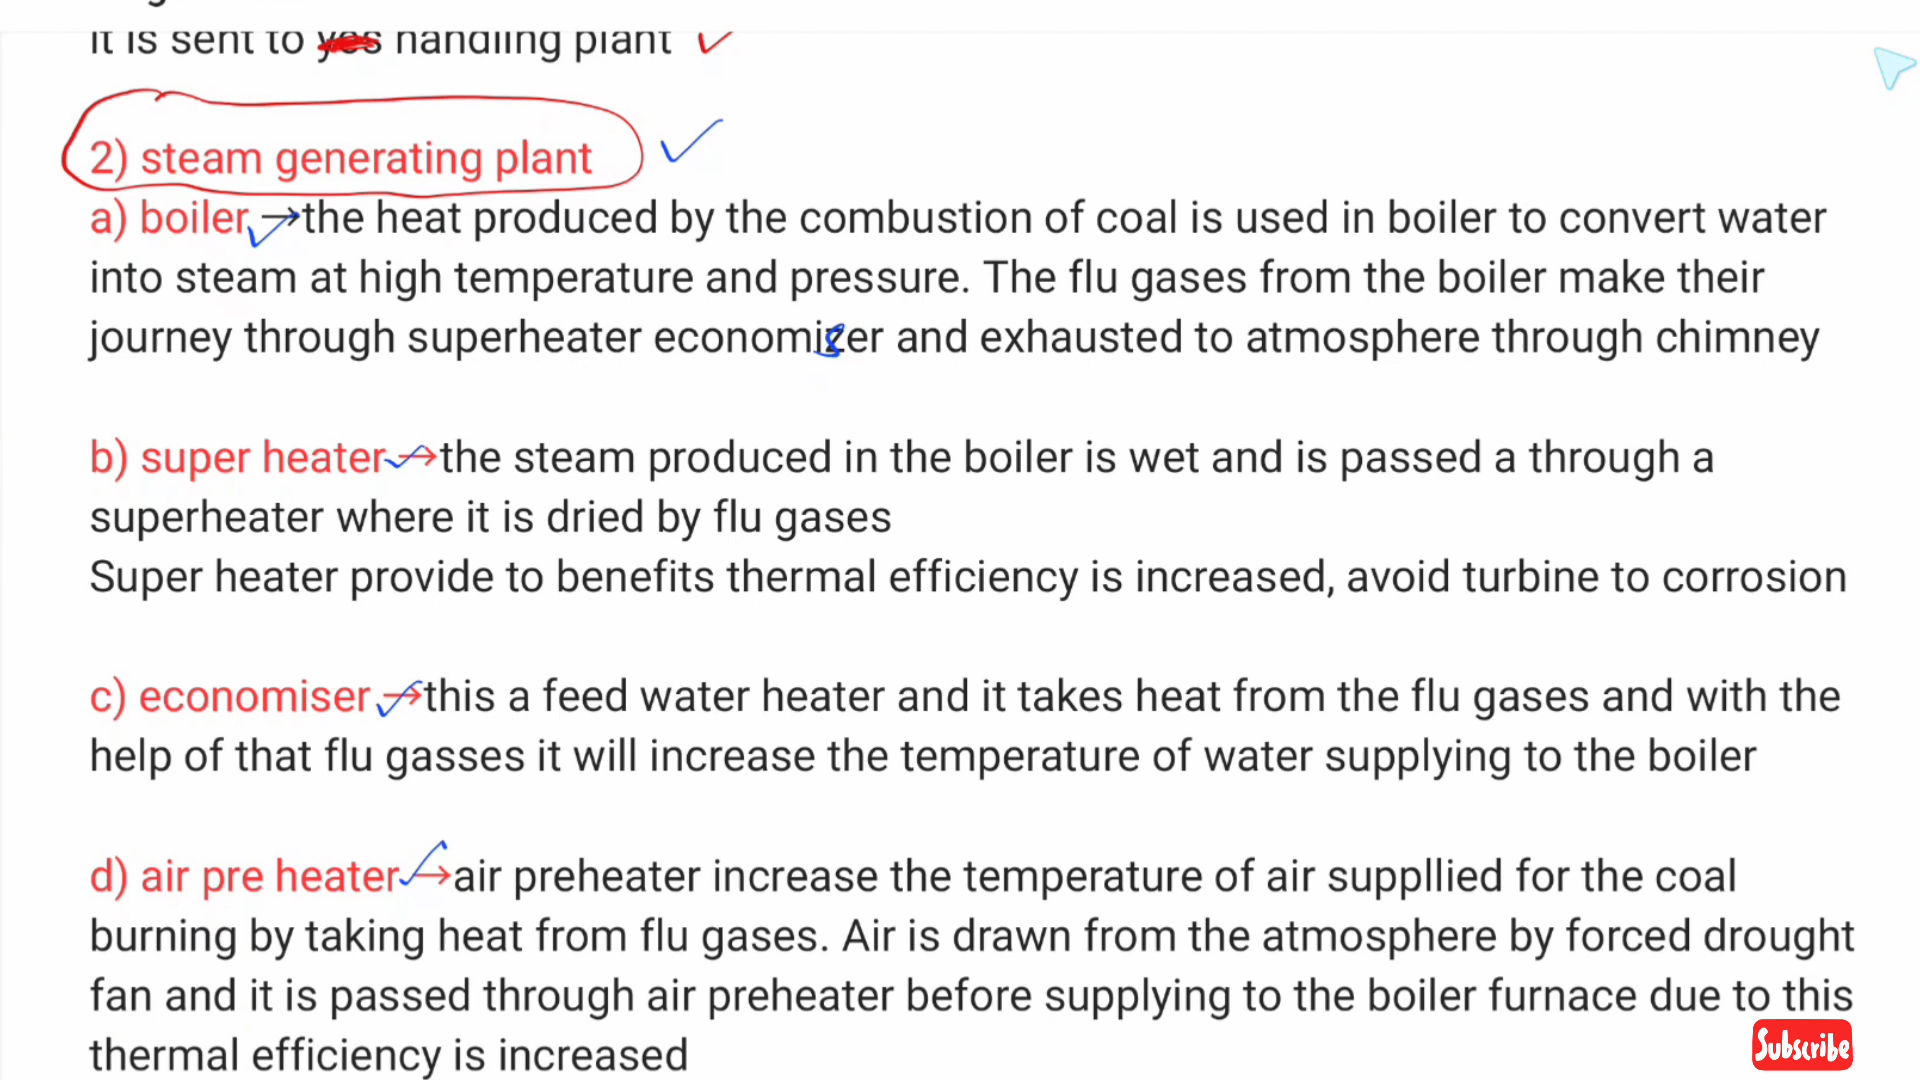 it is sent to yes handling plant
2) steam generating plant
a) boiler →the heat produced by the combustion of coal is used in boiler to convert water
into steam at high temperature and pressure. The flu gases from the boiler make their
journey through superheater economiser and exhausted to atmosphere through chimney
b) super heater→the steam produced in the boiler is wet and is passed a through a
superheater where it is dried by flu gases
Super heater provide to benefits thermal efficiency is increased, avoid turbine to corrosion
c) economiser →this a feed water heater and it takes heat from the flu gases and with the
help of that flu gasses it will increase the temperature of water supplying to the boiler
d) air pre heater→air preheater increase the temperature of air suppllied for the coal
burning by taking heat from flu gases. Air is drawn from the atmosphere by forced drought
fan and it is passed through air preheater before supplying to the boiler furnace due to this
thermal efficiency is increased
Subscribe